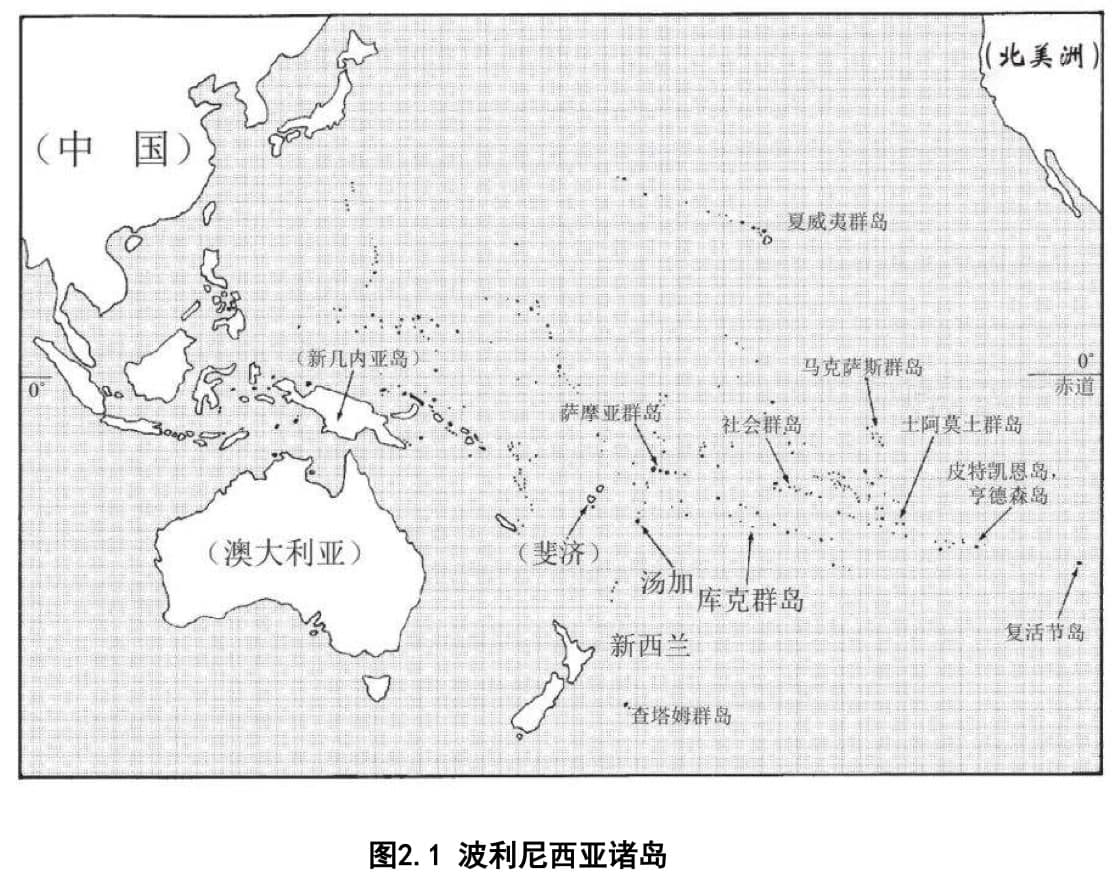 （北美洲）
（中 国）
夏威夷群岛
（新几内亚岛）
0°
0°
赤道
马克萨斯群岛
萨摩亚群岛
社会群岛
土阿莫土群岛
皮特凯恩岛，
亨德森岛
（澳大利亚）
（斐济）
汤加
库克群岛
复活节岛
新西兰
查塔姆群岛
图2.1 波利尼西亚诸岛